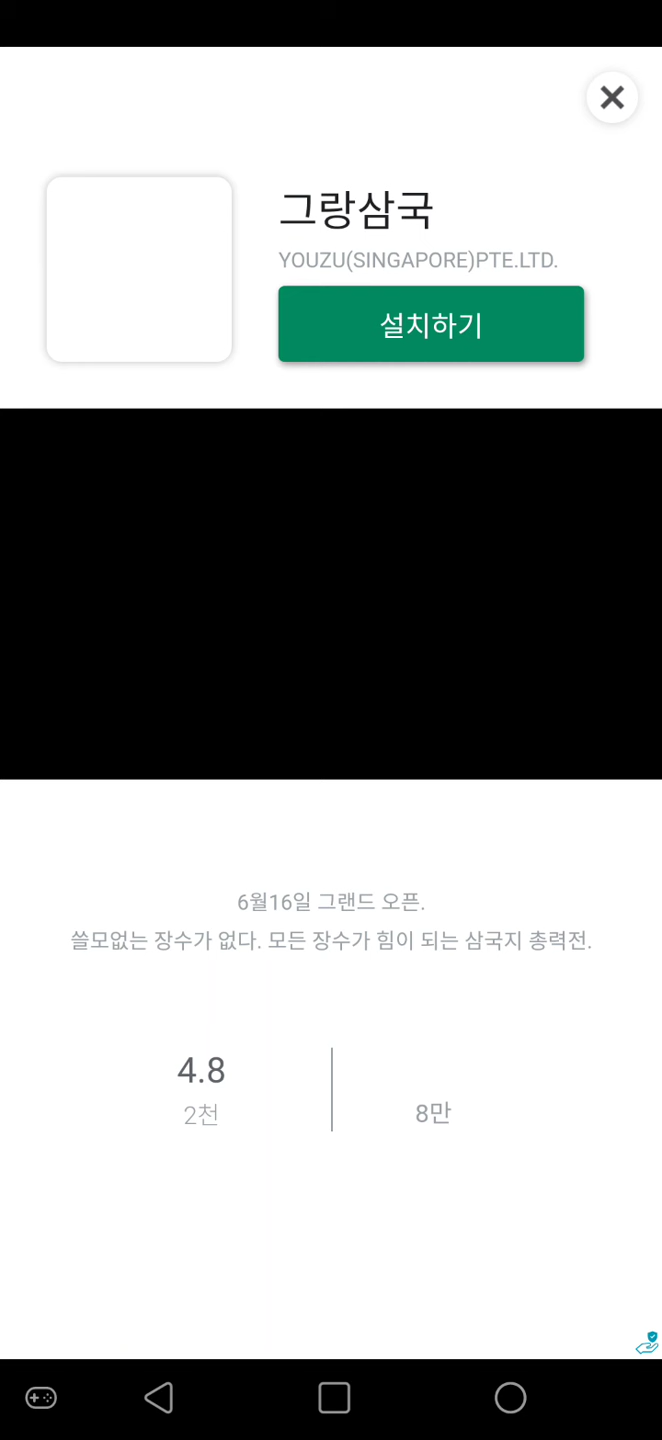 그랑삼국
YOUZU(SINGAPORE)PTE.LTD.
설치하기
6월16일 그랜드 오픈.
쓸모없는 장수가 없다. 모든 장수가 힘이 되는 삼국지 총력전.
4.8
2천
8만